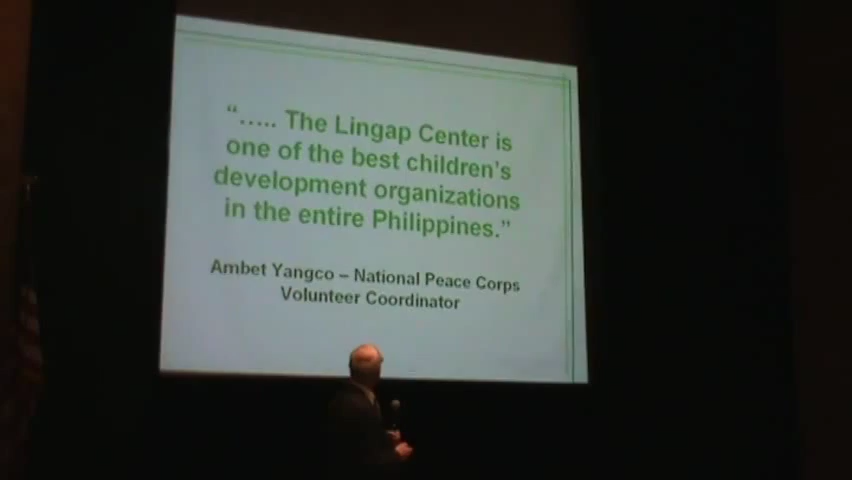 “..... The Lingap Center is
one of the best children’s
development organizations
in the entire Philippines.”
Ambet Yangco – National Peace Corps
Volunteer Coordinator